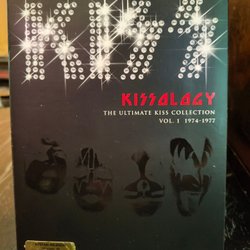 KISS
KISSOLOGY
THE ULTIMATE KISS COLLECTION
VOL. 1 1974-1977